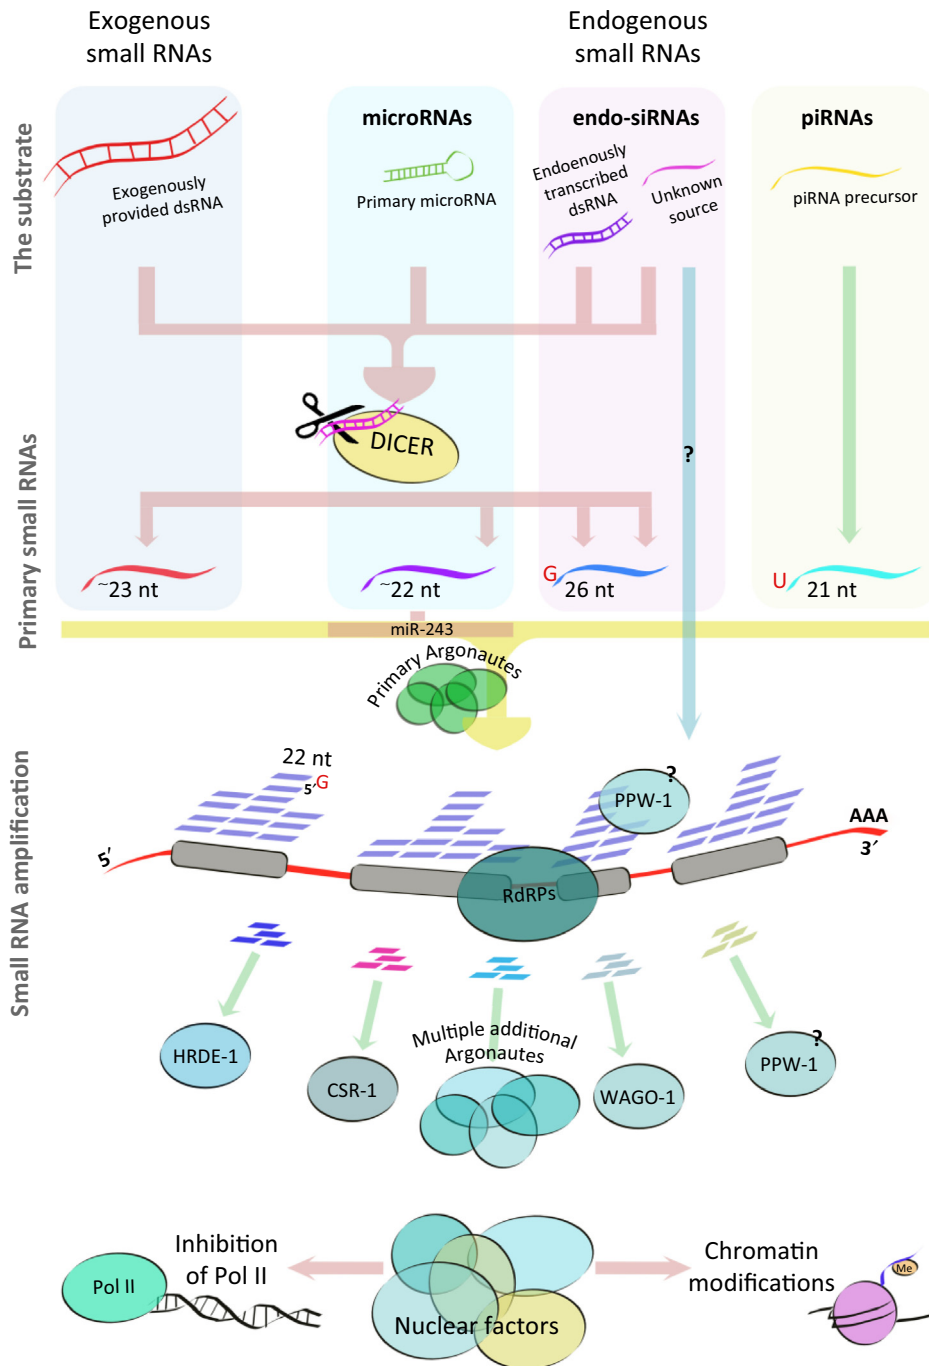 Exogenous
small RNAs
Endogenous
small RNAs
The substrate
Exogenously
provided dsRNA
microRNAs
Primary microRNA
endo-siRNAs
Endoenously
transcribed
dsRNA
Unknown
source
piRNAs
piRNA precursor
DICER
?
Primary small RNAs
~23 nt
~22 nt
G
26 nt
U
21 nt
miR-243
Primary Argonautes
Small RNA amplification
22 nt
5′G
PPW-1
?
AAA
5′
3′
RdRPs
HRDE-1
CSR-1
Multiple additional
Argonautes
WAGO-1
PPW-1
?
Pol II
Inhibition
of Pol II
Nuclear factors
Chromatin
modifications
Me